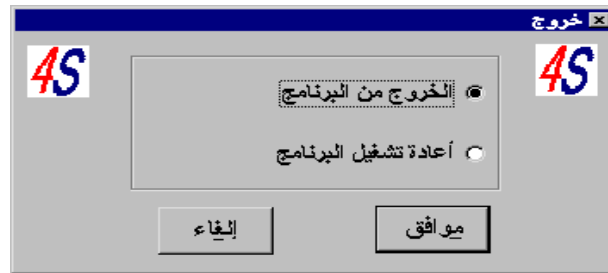 خروج
4S 4S
الخروج من البرنامج
أعادة تشغيل البرنامج
موافق إلغاء